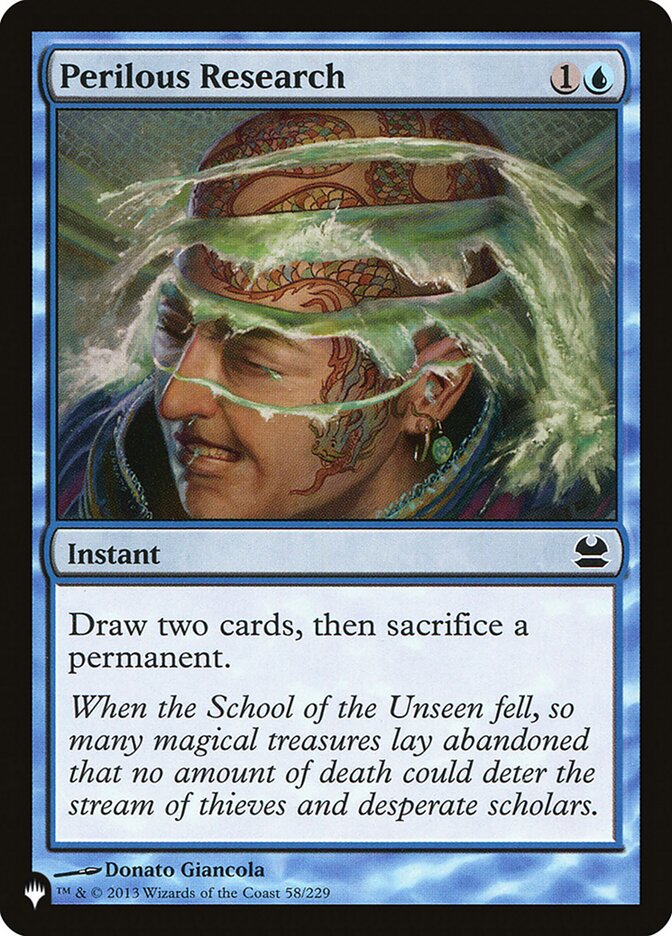 Perilous Research 1
Instant
Draw two cards, then sacrifice a
permanent.
When the School of the Unseen fell, so
many magical treasures lay abandoned
that no amount of death could deter the
stream of thieves and desperate scholars.
Donato Giancola
™ & © 2013 Wizards of the Coast 58/229